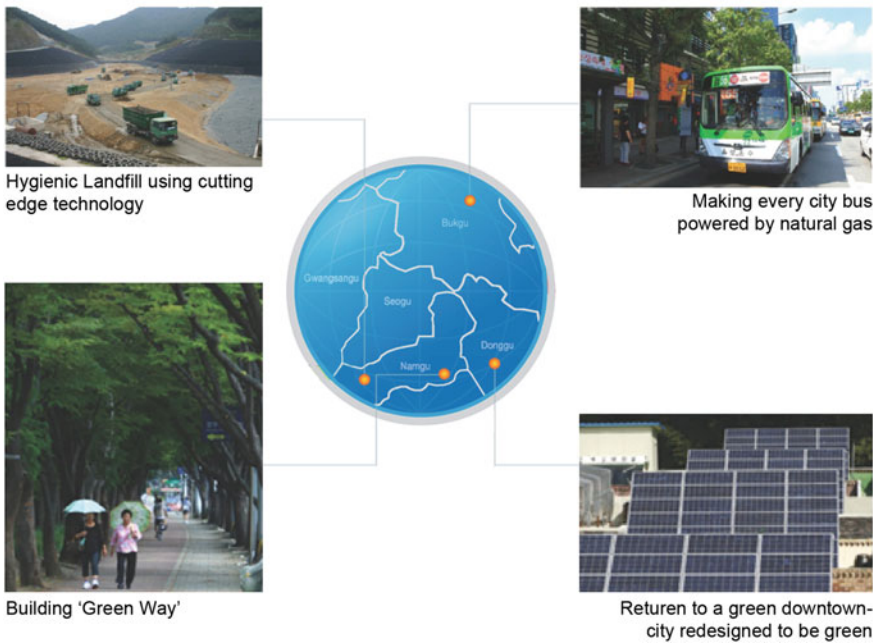 Hygienic Landfill using cutting
edge technology
Making every city bus
powered by natural gas
Bukgu
Gwangsangu
Seogu
Donggu
Namgu
Building ‘Green Way’
Returen to a green downtown-
city redesigned to be green